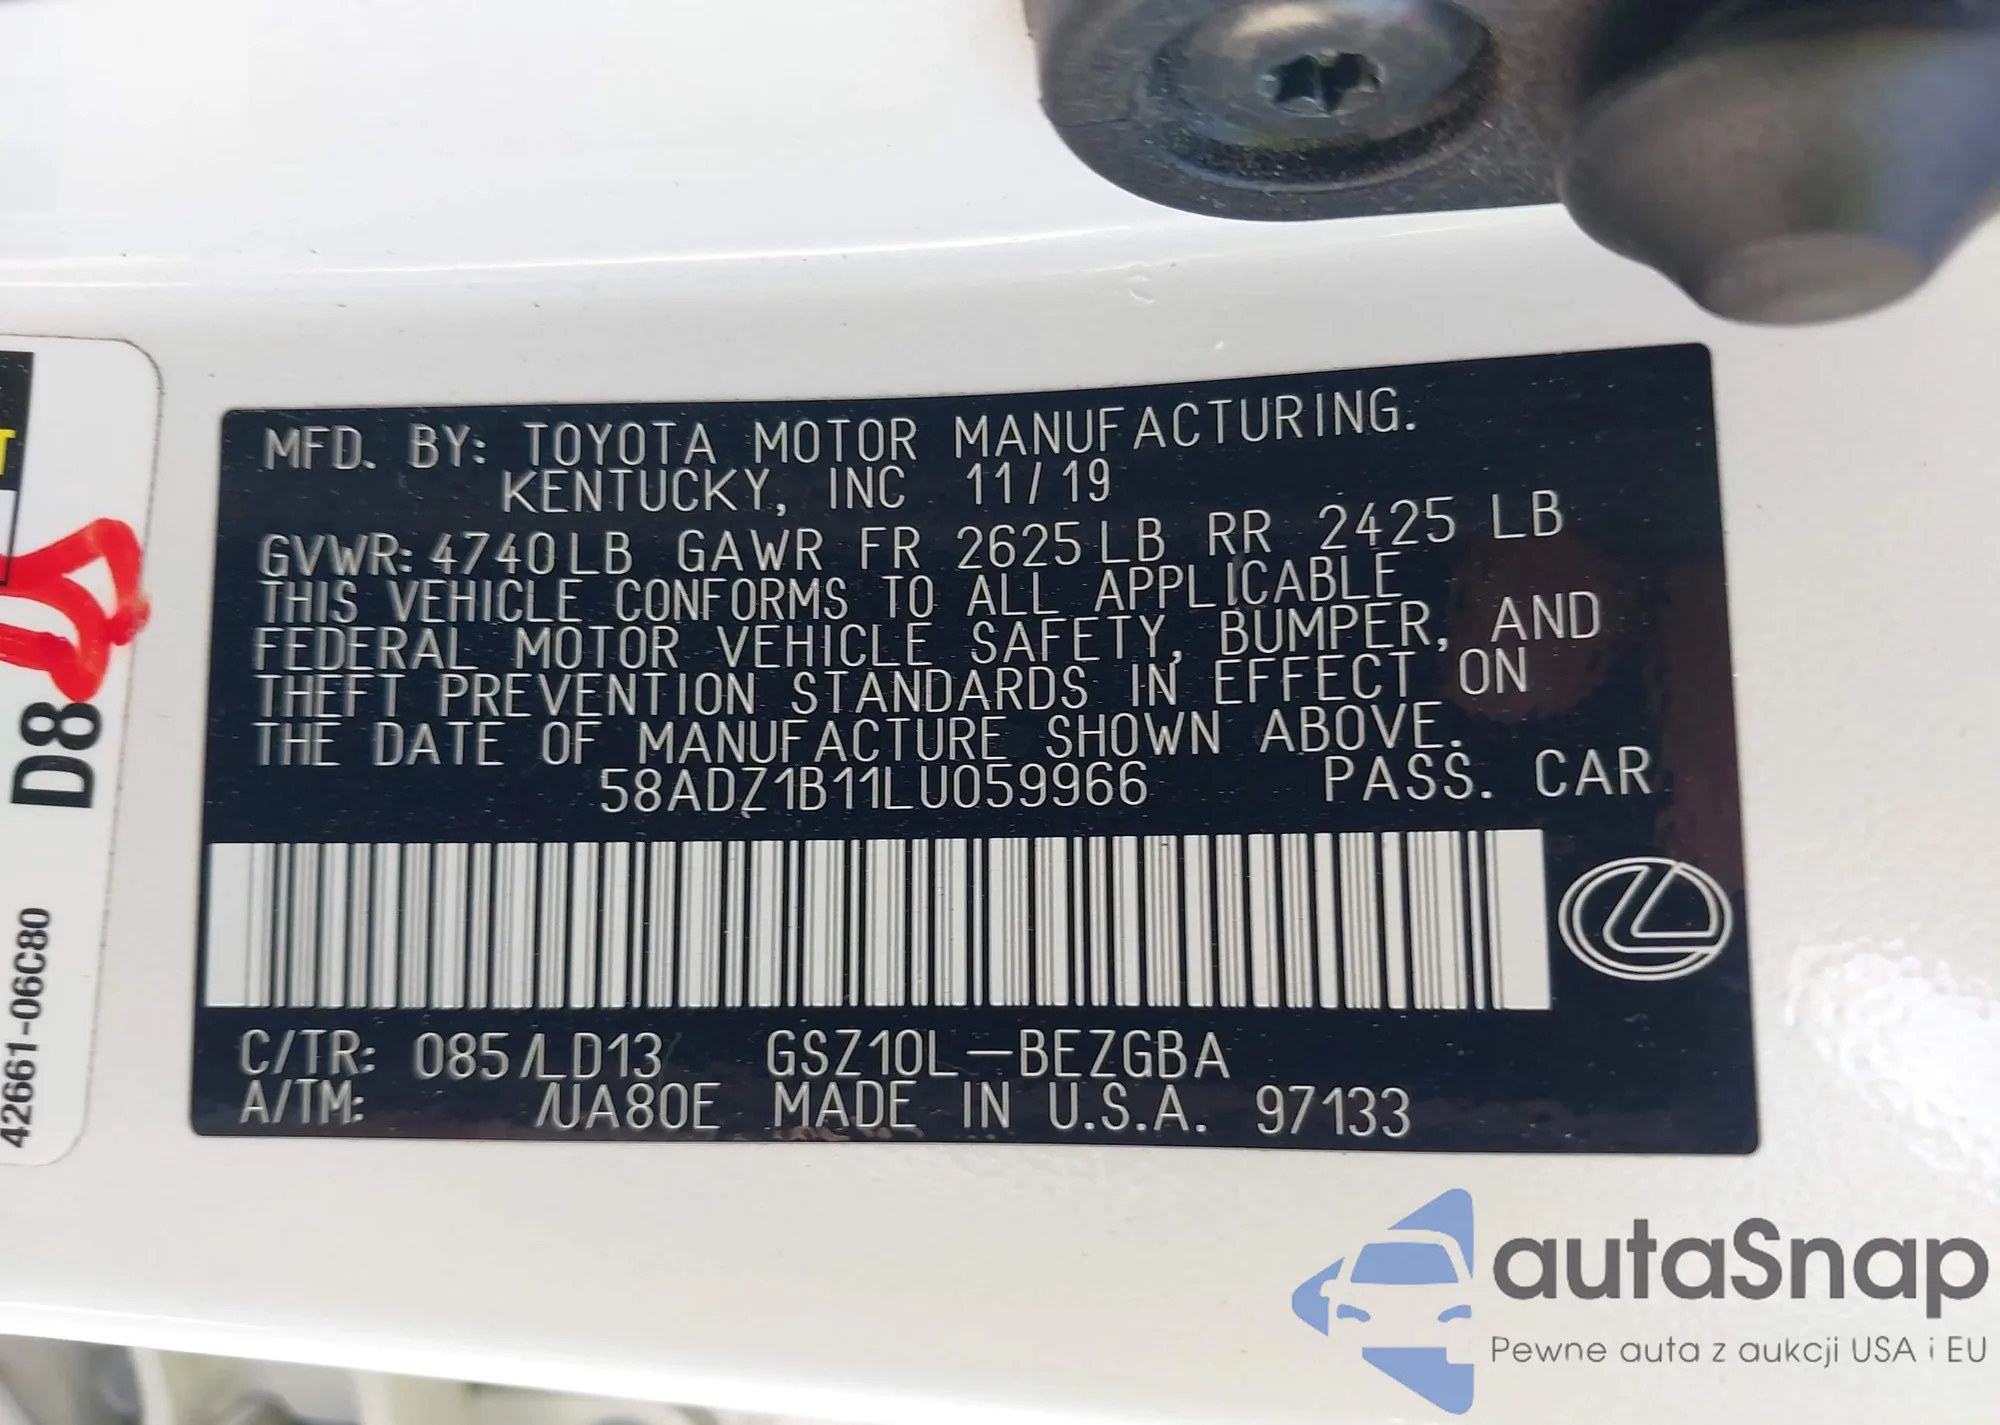 MFD. BY: TOYOTA MOTOR MANUFACTURING.
KENTUCKY, INC 11/19
GVWR: 4740LB GAWR FR 2625LB RR 2425 LB
THIS VEHICLE CONFORMS TO ALL APPLICABLE
FEDERAL MOTOR VEHICLE SAFETY, BUMPER, AND
THEFT PREVENTION STANDARDS IN EFFECT ON
THE DATE OF MANUFACTURE SHOWN ABOVE.
58ADZ1B11LU059966 PASS. CAR
C/TR: 085/LD13 GSZ10L-BEZGBA
A/TM: /UA80E MADE IN U.S.A. 97133
T
D8
42661-06C80
autaSnap
Pewne auta z aukcji USA i EU